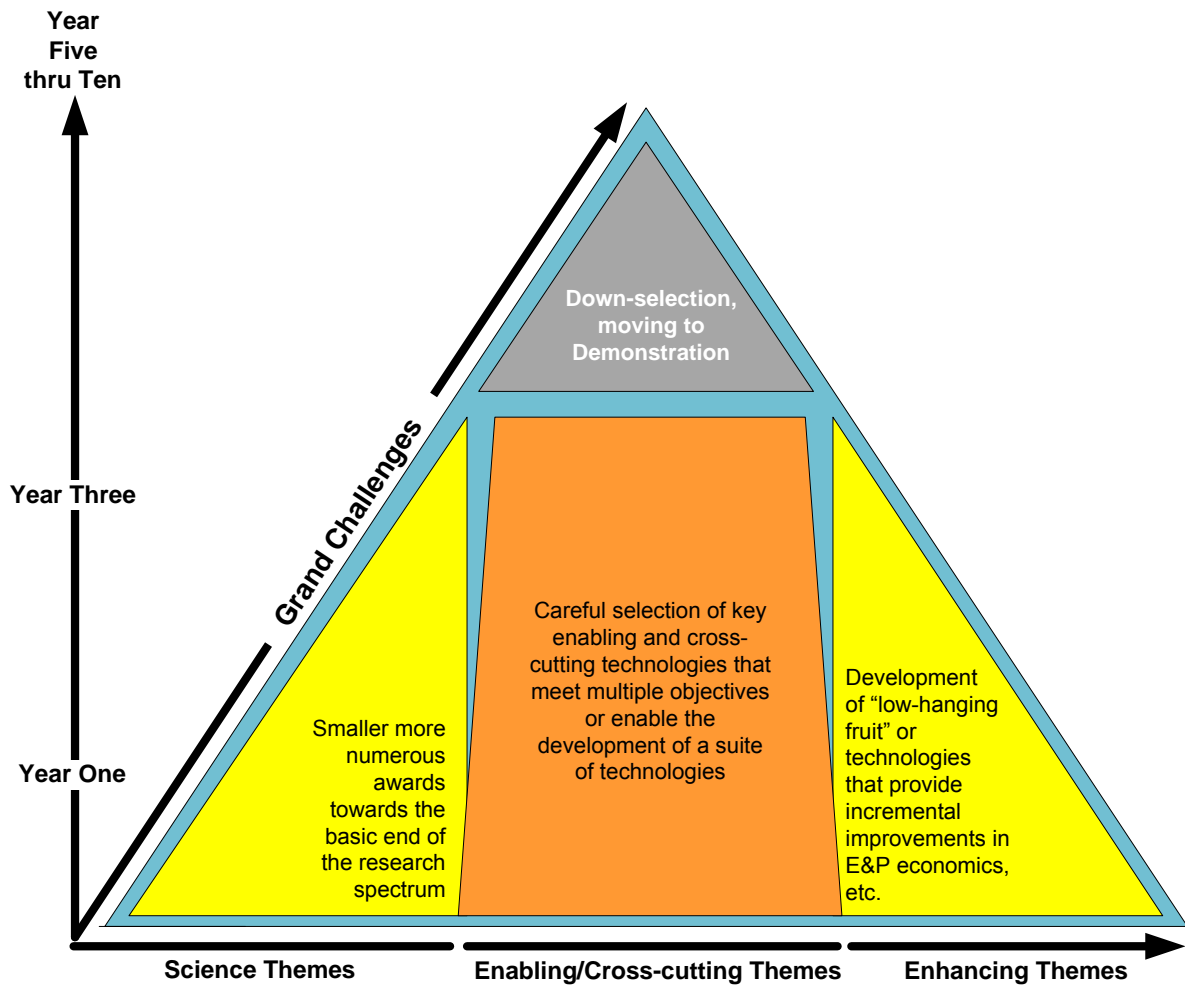 Year
Five
thru Ten
Down-selection,
moving to
Demonstration
Grand Challenges
Year Three
Careful selection of key
enabling and cross-
cutting technologies that
meet multiple objectives
or enable the
development of a suite
of technologies
Development
of “low-hanging
fruit” or
technologies
that provide
incremental
improvements in
E&P economics,
etc.
Smaller more
numerous
awards
towards the
basic end of
the research
spectrum
Year One
Science Themes
Enabling/Cross-cutting Themes
Enhancing Themes